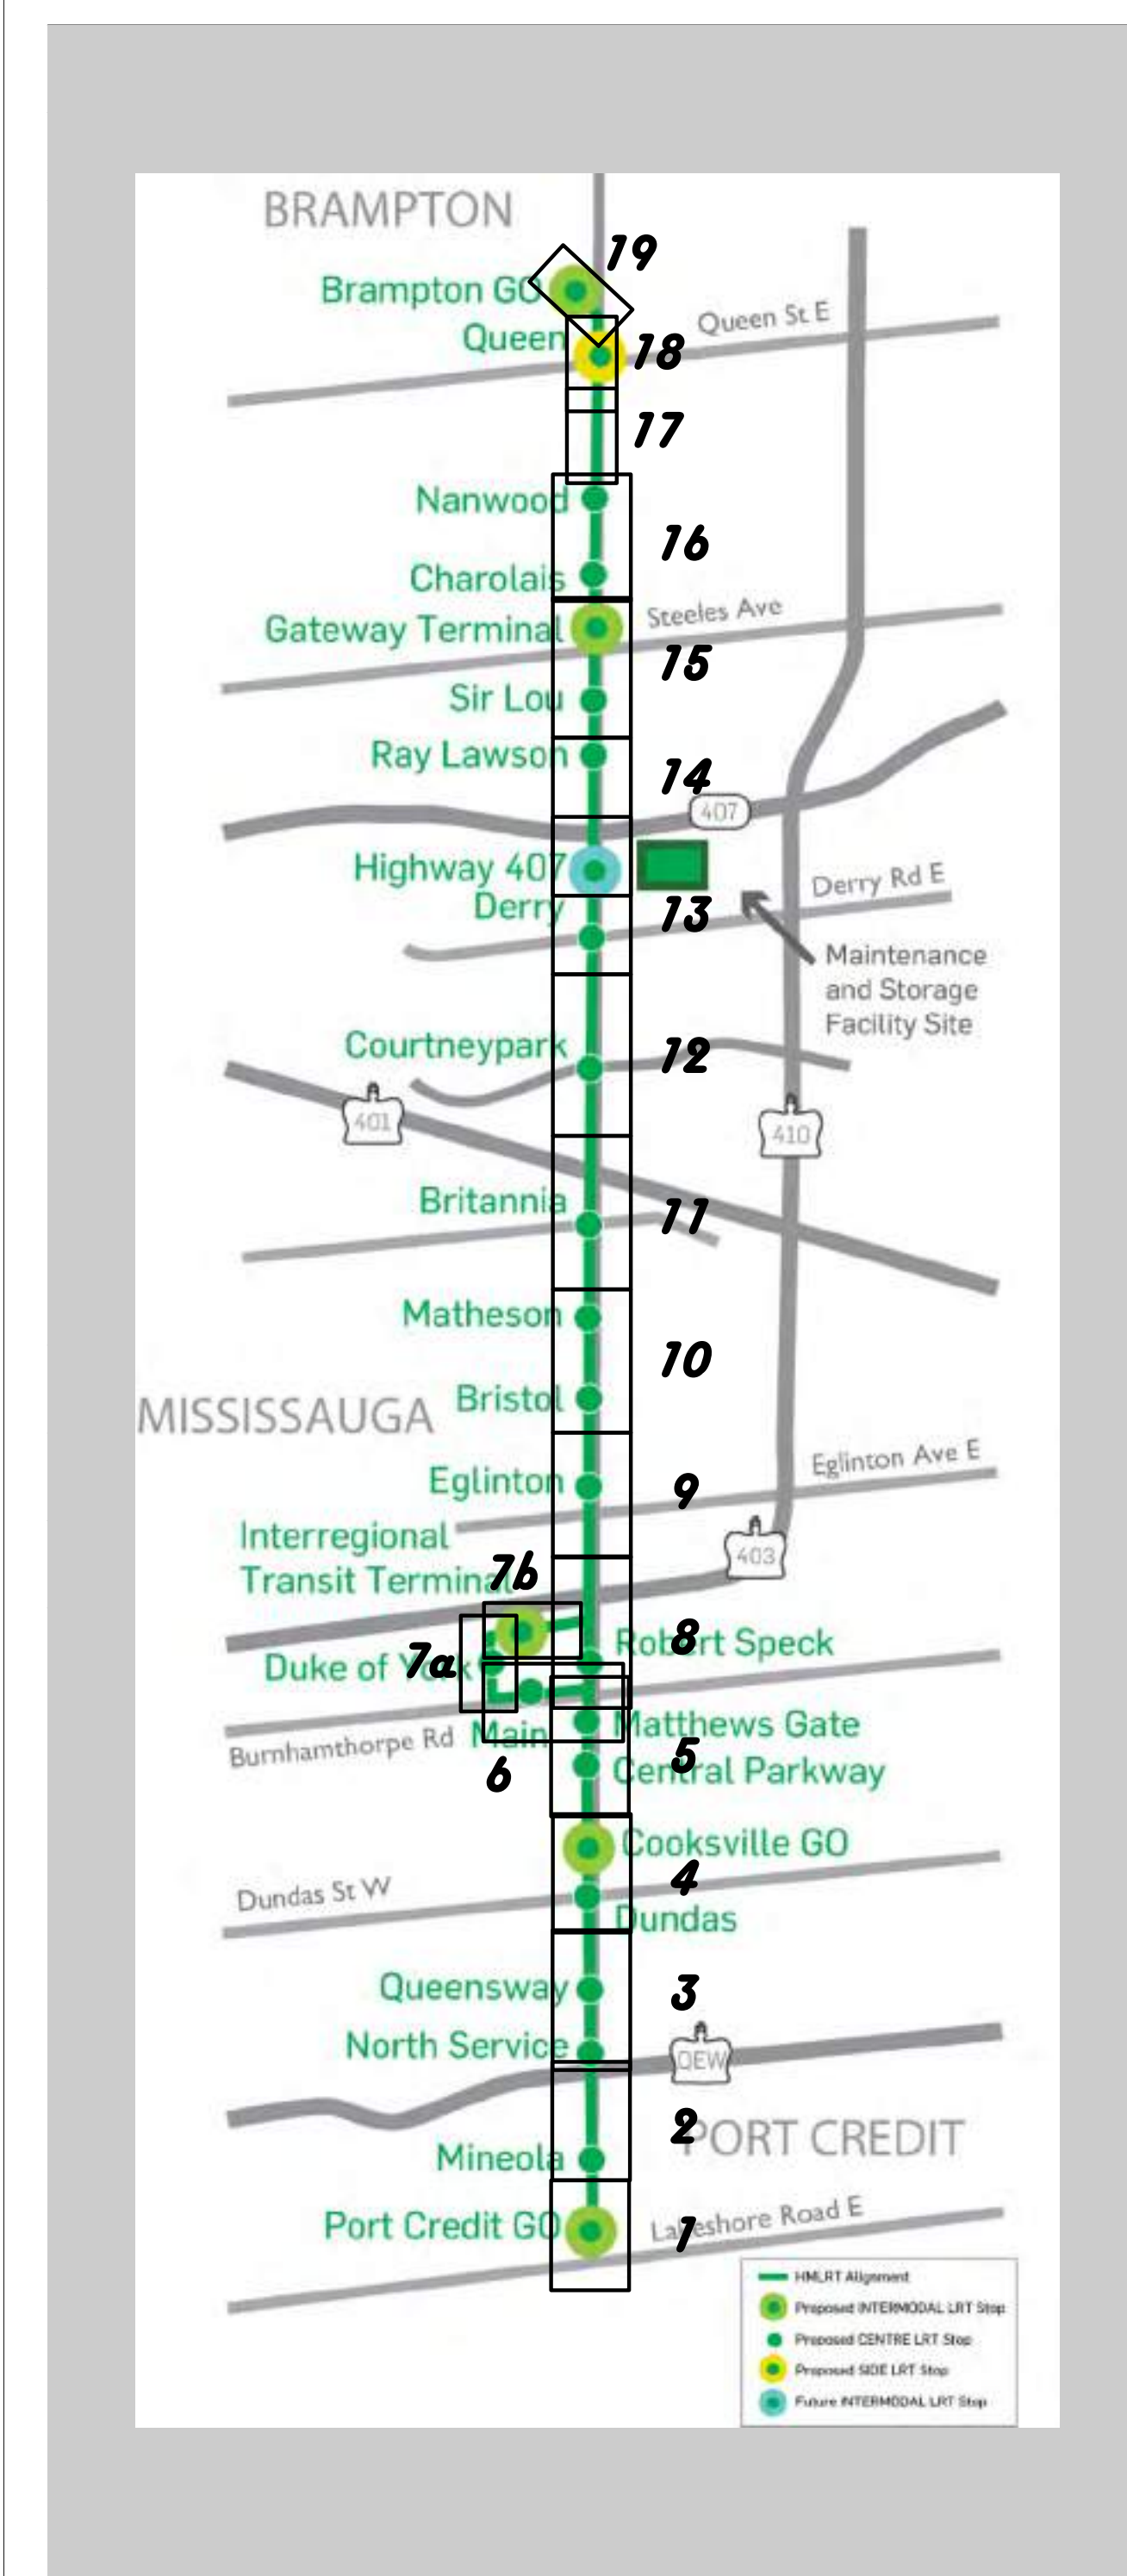 BRAMPTON
19
Brampton GO
Queen St E
Queen
18
17
Nanwood
16
Charolais
Steeles Ave
Gateway Terminal
15
Sir Lou
Ray Lawson
14
407
Highway 407
Derry Rd E
Derry
13
Maintenance
and Storage
Facility Site
Courtneypark
12
401
410
Britannia
11
Matheson
10
Bristol
MISSISSAUGA
Eglinton Ave E
Eglinton
9
Interregional
Transit Terminal
403
7b
Robert Speck
8
Duke of York
7a
Matthews Gate
Burnhamthorpe Rd
Main
5
Central Parkway
6
Cooksville GO
4
Dundas St W
Dundas
Queensway
3
North Service
QEW
2
PORT CREDIT
Mineola
Port Credit GO
Lakeshore Road E
1
HMLRT Alignment
Proposed INTERMODAL LRT Stop
Proposed CENTRE LRT Stop
Proposed SIDE LRT Stop
Future INTERMODAL LRT Stop